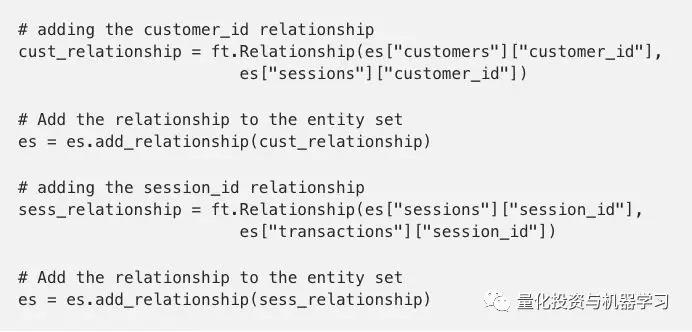 # adding the customer_id relationship
cust_relationship = ft.Relationship(es["customers"]["customer_id"],
es["sessions"]["customer_id"])
# Add the relationship to the entity set
es = es.add_relationship(cust_relationship)
# adding the session_id relationship
sess_relationship = ft.Relationship(es["sessions"]["session_id"],
es["transactions"]["session_id"])
# Add the relationship to the entity set
es = es.add_relationship(sess_relationship)
量化投资与机器学习